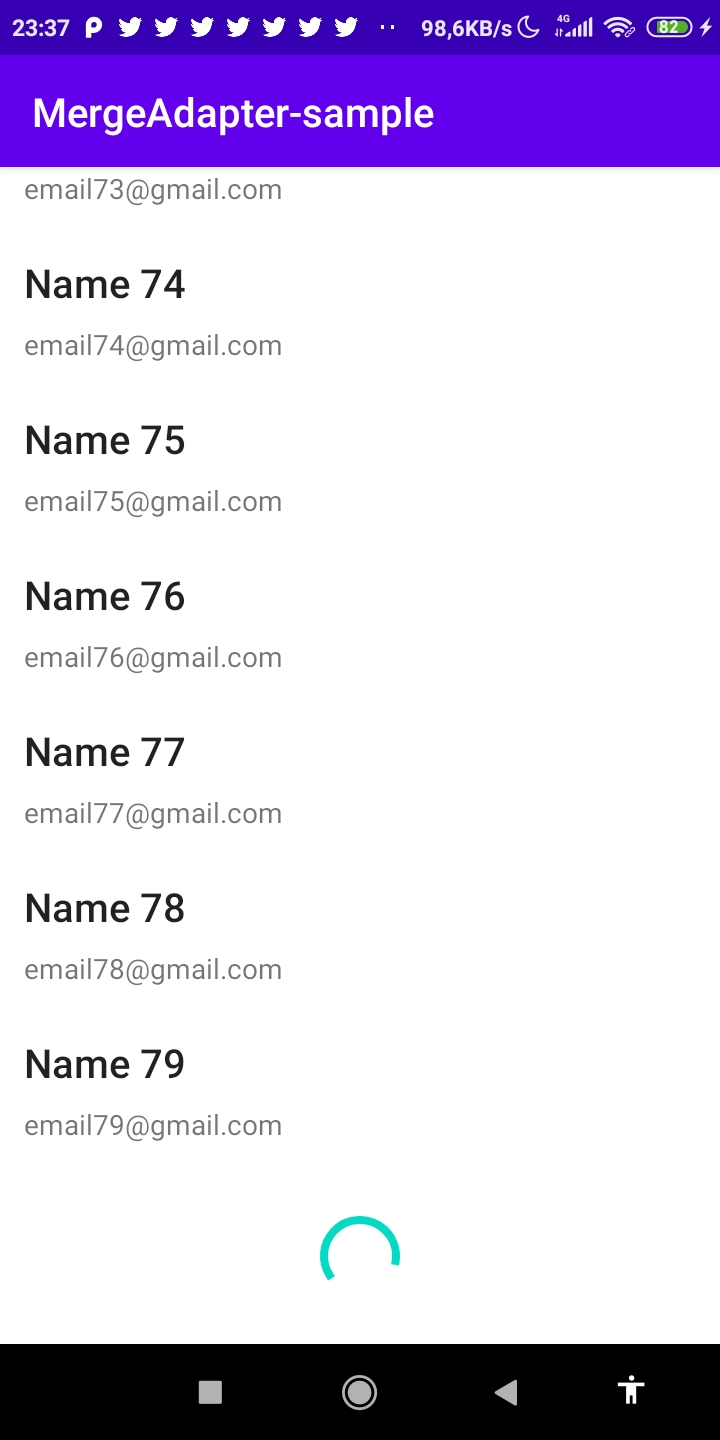 23:37 98,6KB/s 4G 82
MergeAdapter-sample
email73@gmail.com
Name 74
email74@gmail.com
Name 75
email75@gmail.com
Name 76
email76@gmail.com
Name 77
email77@gmail.com
Name 78
email78@gmail.com
Name 79
email79@gmail.com